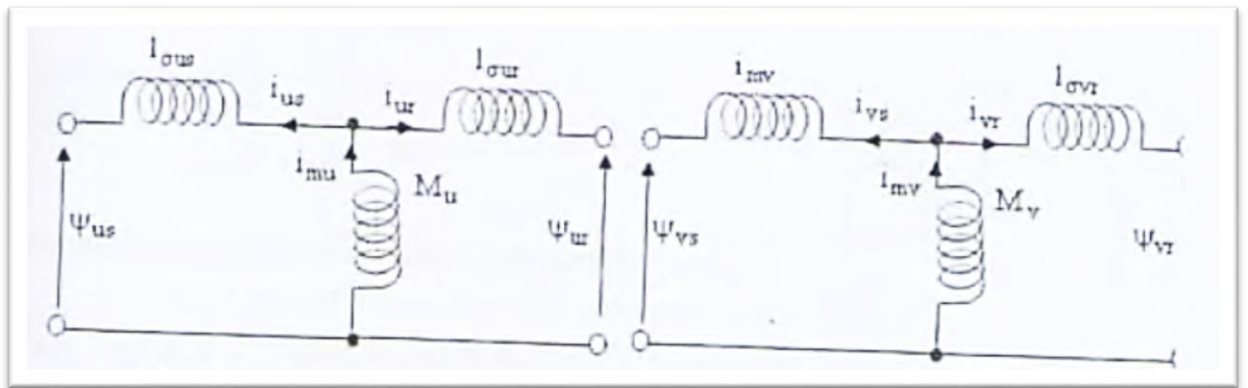 lσus
lσur
imv
lσvr
ius
iur
ivs
ivr
imu
Mu
imv
Mv
Ψus
Ψur
Ψvs
Ψvr